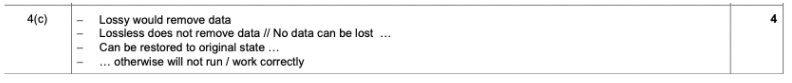 4(c) – Lossy would remove data 4
– Lossless does not remove data // No data can be lost …
– Can be restored to original state …
– … otherwise will not run / work correctly